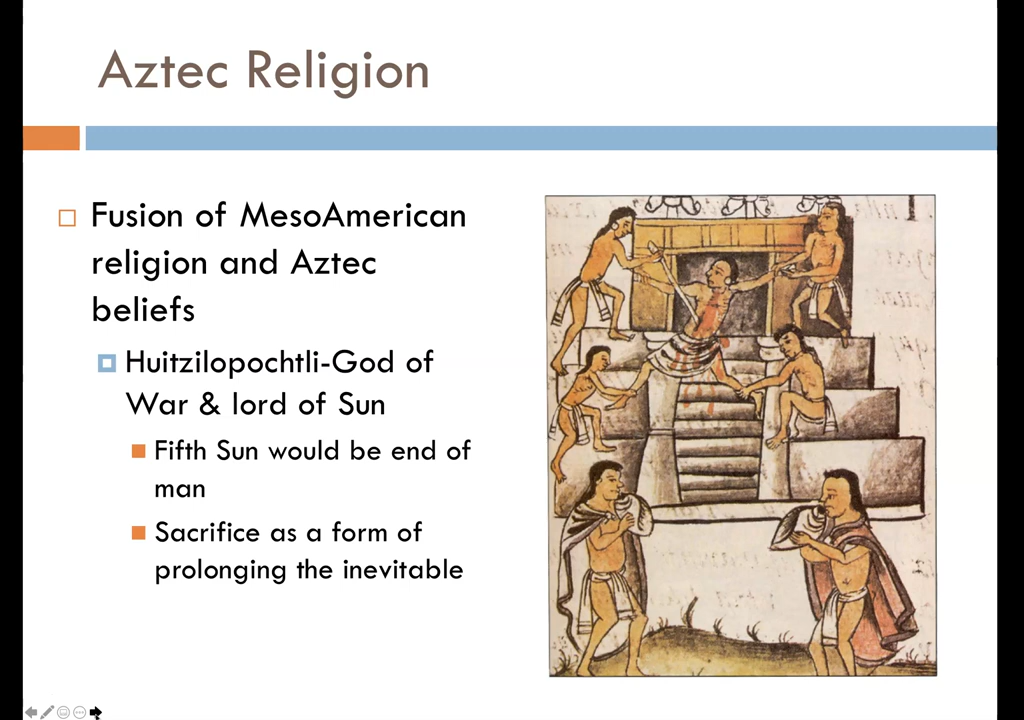 Aztec Religion
Fusion of MesoAmerican
religion and Aztec
beliefs
Huitzilopochtli-God of
War & lord of Sun
Fifth Sun would be end of
man
Sacrifice as a form of
prolonging the inevitable